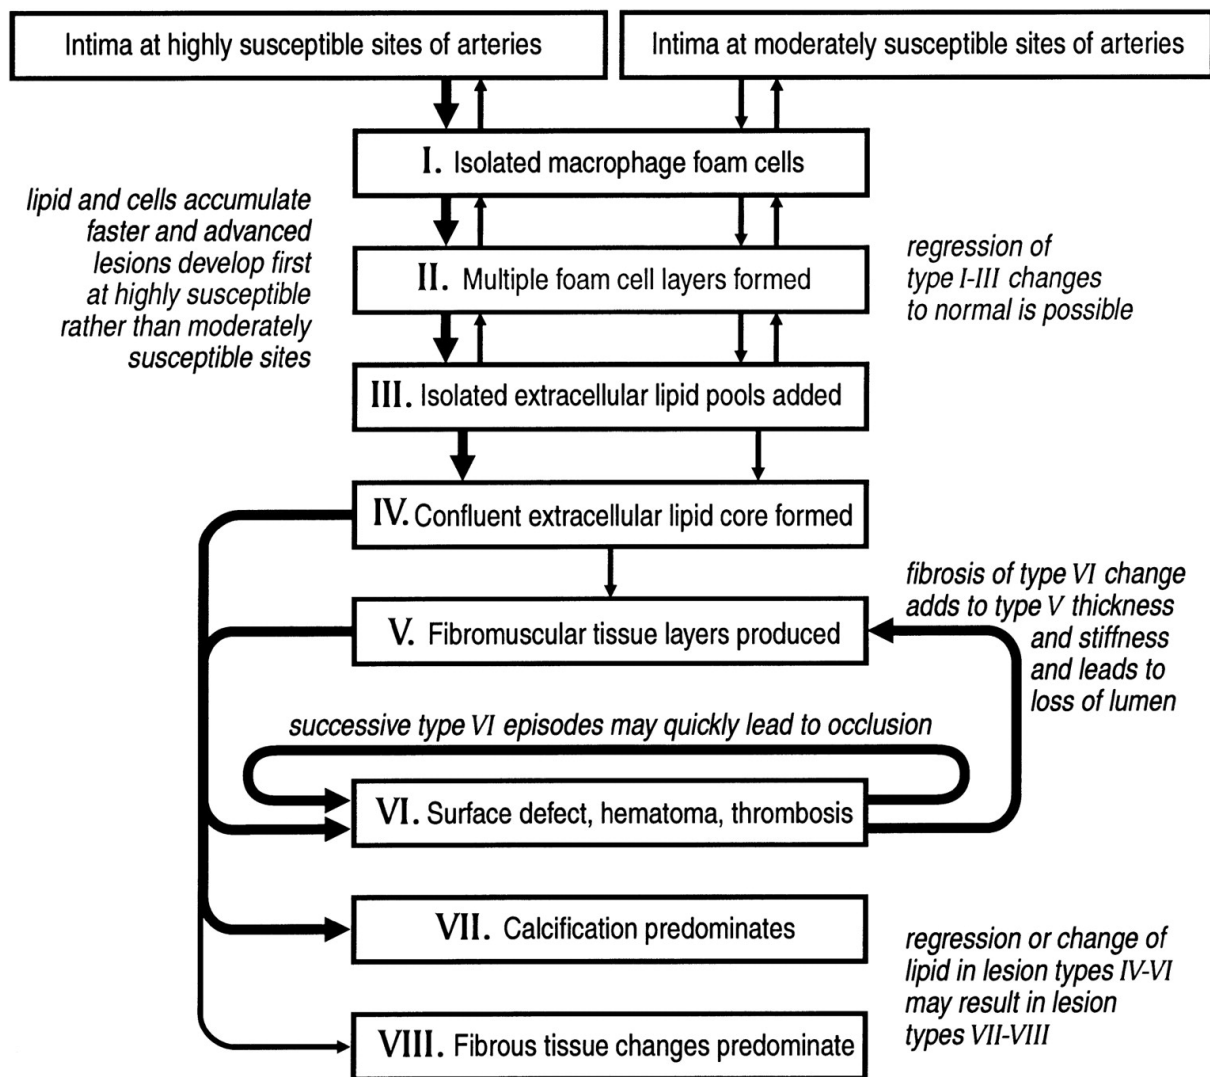 Intima at highly susceptible sites of arteries
Intima at moderately susceptible sites of arteries
I. Isolated macrophage foam cells
lipid and cells accumulate
faster and advanced
lesions develop first
at highly susceptible
rather than moderately
susceptible sites
II. Multiple foam cell layers formed
regression of
type I-III changes
to normal is possible
III. Isolated extracellular lipid pools added
IV. Confluent extracellular lipid core formed
V. Fibromuscular tissue layers produced
fibrosis of type VI change
adds to type V thickness
and stiffness
and leads to
loss of lumen
successive type VI episodes may quickly lead to occlusion
VI. Surface defect, hematoma, thrombosis
VII. Calcification predominates
regression or change of
lipid in lesion types IV-VI
may result in lesion
types VII-VIII
VIII. Fibrous tissue changes predominate